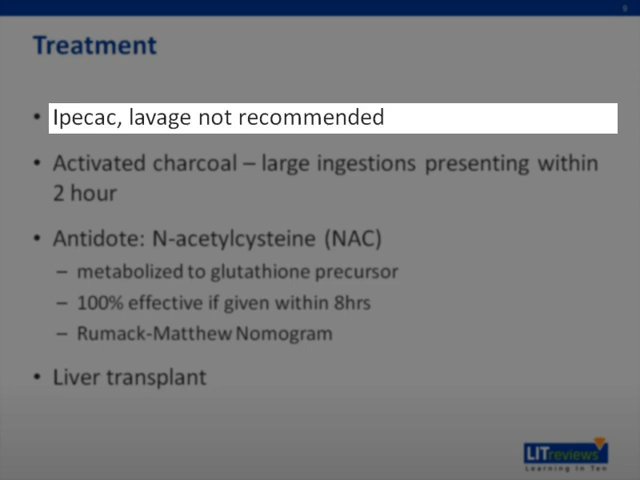 9
Treatment
• Ipecac, lavage not recommended
• Activated charcoal – large ingestions presenting within
2 hour
• Antidote: N-acetylcysteine (NAC)
– metabolized to glutathione precursor
– 100% effective if given within 8hrs
– Rumack-Matthew Nomogram
• Liver transplant
LITreviews
Learning In Ten